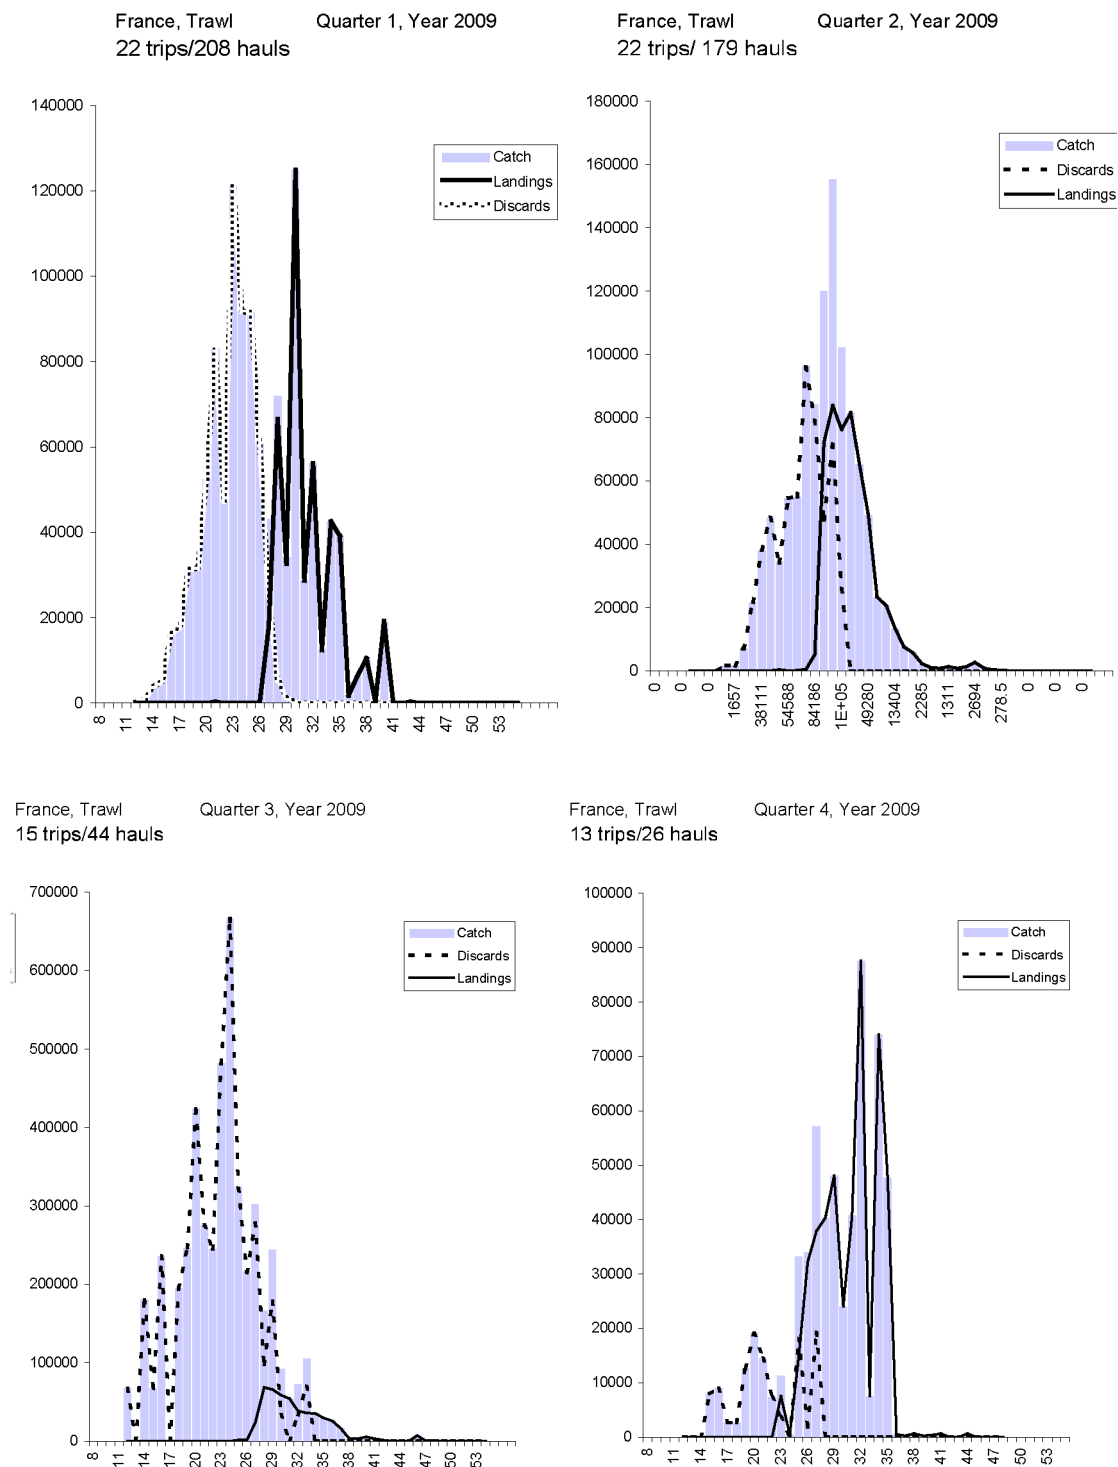 France, Trawl Quarter 1, Year 2009
22 trips/208 hauls
140000
120000
100000
80000
60000
40000
20000
0
Catch
Landings
Discards
8 11 14 17 20 23 26 29 32 35 38 41 44 47 50 53
France, Trawl Quarter 2, Year 2009
22 trips/ 179 hauls
180000
160000
140000
120000
100000
80000
60000
40000
20000
0
Catch
Discards
Landings
0 0 0 1657 38111 54588 84186 1E+05 49280 13404 2285 1311 2694 278.5 0 0 0
France, Trawl Quarter 3, Year 2009
15 trips/44 hauls
700000
600000
500000
400000
300000
200000
100000
0
Catch
Discards
Landings
8 11 14 17 20 23 26 29 32 35 38 41 44 47 50 53
France, Trawl Quarter 4, Year 2009
13 trips/26 hauls
100000
90000
80000
70000
60000
50000
40000
30000
20000
10000
0
Catch
Discards
Landings
8 11 14 17 20 23 26 29 32 35 38 41 44 47 50 53